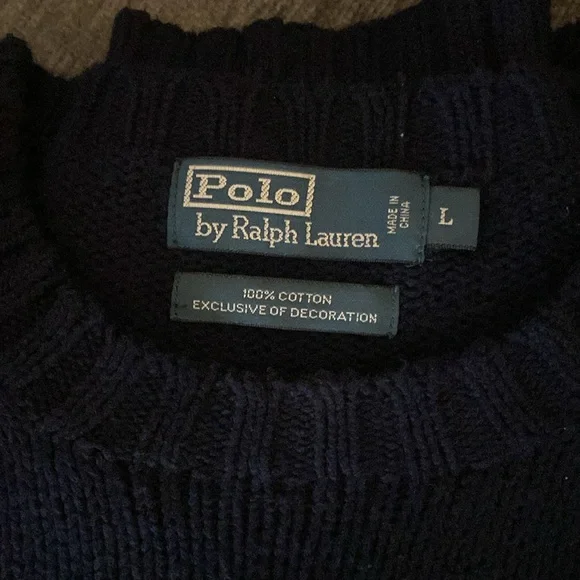 Polo
by Ralph Lauren
MADE IN
CHINA
L
100% COTTON
EXCLUSIVE OF DECORATION